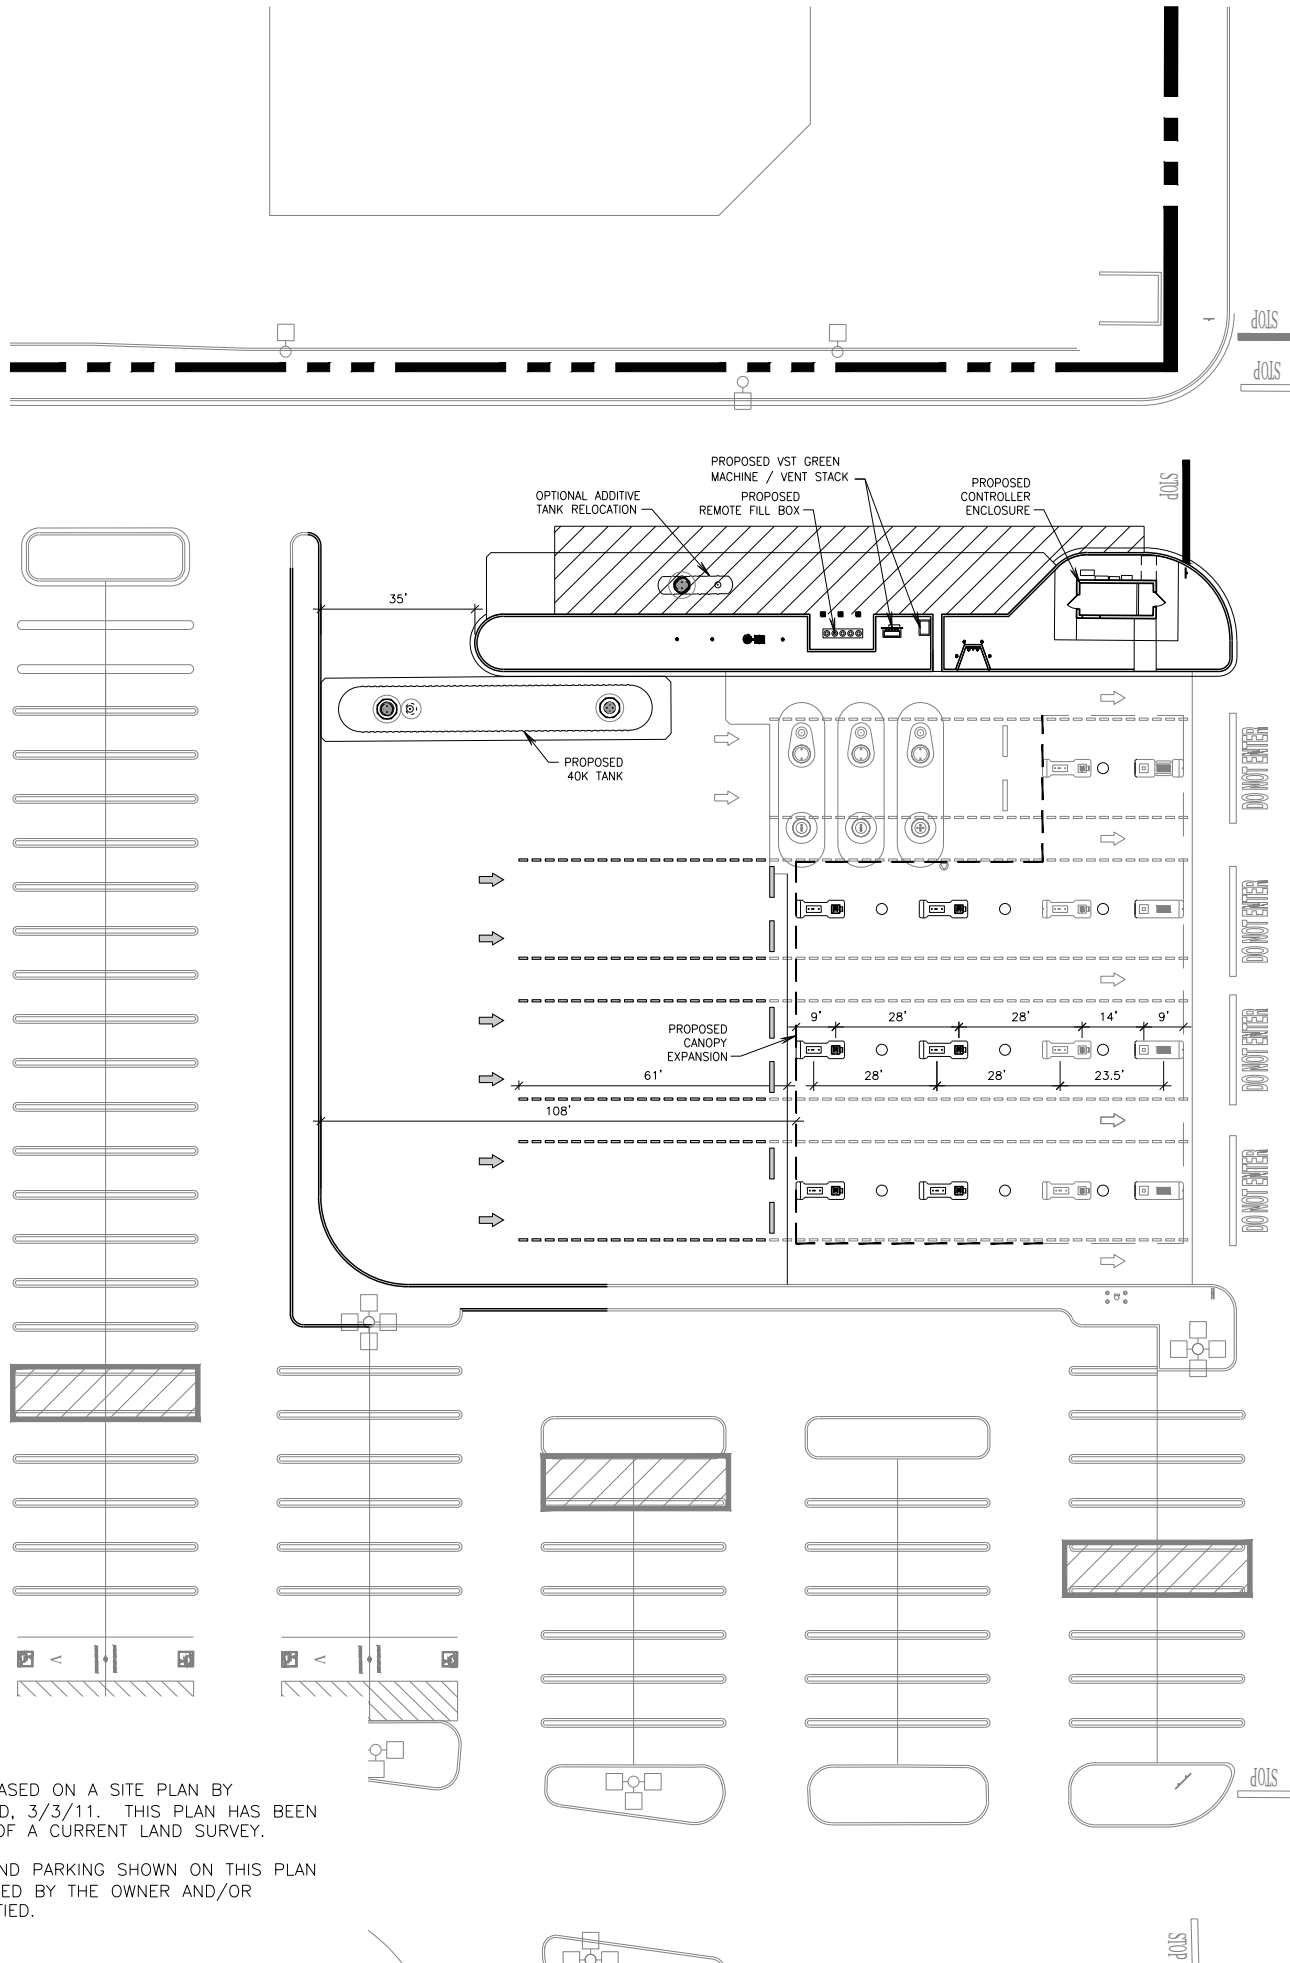 STOP
STOP
PROPOSED VST GREEN
MACHINE / VENT STACK
OPTIONAL ADDITIVE
TANK RELOCATION
PROPOSED
REMOTE FILL BOX
PROPOSED
CONTROLLER
ENCLOSURE
STOP
35'
PROPOSED
40K TANK
DO NOT ENTER
DO NOT ENTER
DO NOT ENTER
DO NOT ENTER
9'
28'
28'
14'
9'
PROPOSED
CANOPY
EXPANSION
61'
28'
28'
23.5'
108'
ASED ON A SITE PLAN BY
D, 3/3/11. THIS PLAN HAS BEEN
OF A CURRENT LAND SURVEY.
ND PARKING SHOWN ON THIS PLAN
ED BY THE OWNER AND/OR
TIED.
STOP
STOP